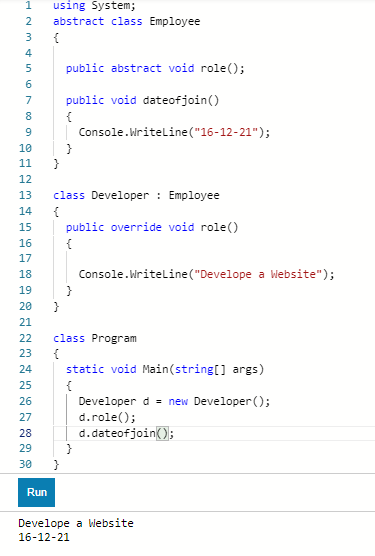 1 using System;
2 abstract class Employee
3 {
4
5 public abstract void role();
6
7 public void dateofjoin()
8 {
9 Console.WriteLine("16-12-21");
10 }
11 }
12
13 class Developer : Employee
14 {
15 public override void role()
16 {
17
18 Console.WriteLine("Develope a Website");
19 }
20 }
21
22 class Program
23 {
24 static void Main(string[] args)
25 {
26 Developer d = new Developer();
27 d.role();
28 d.dateofjoin();
29 }
30 }
Run
Develope a Website
16-12-21